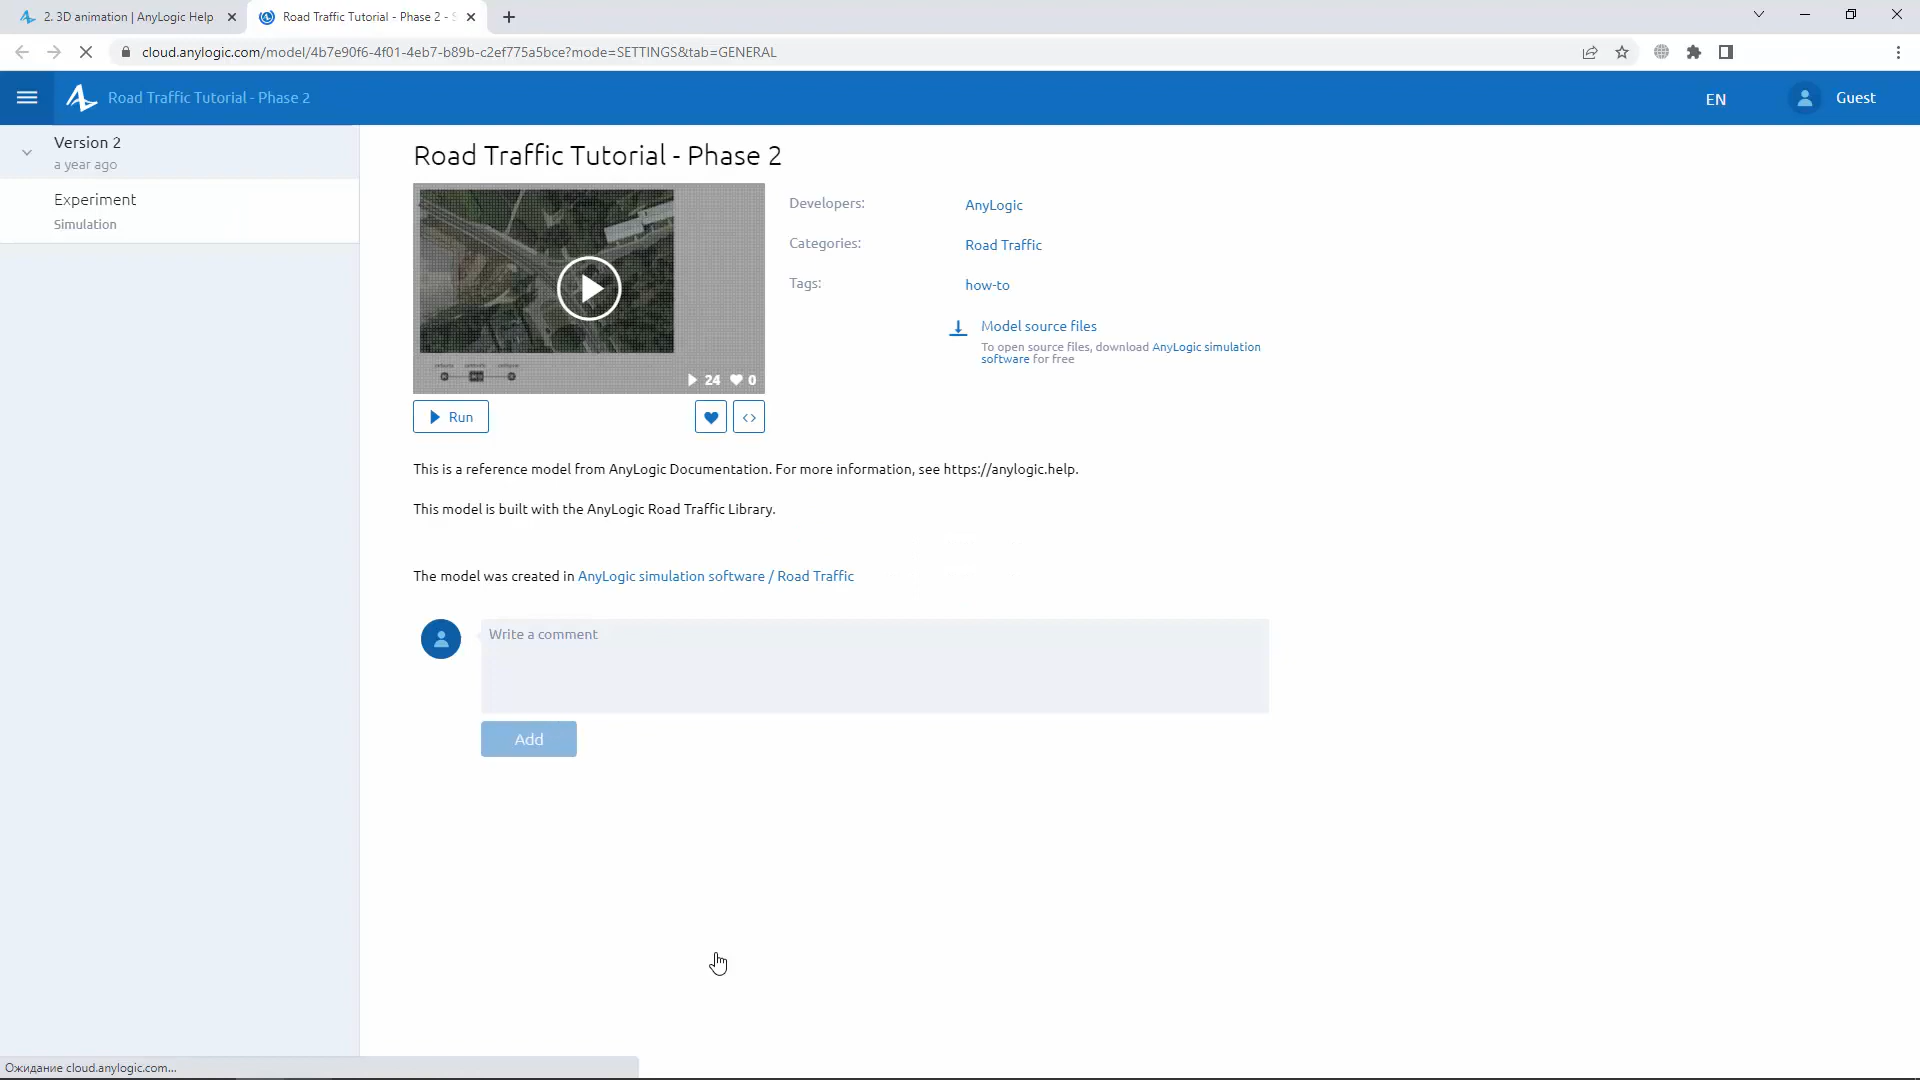 2. 3D animation | AnyLogic Help
Road Traffic Tutorial - Phase 2 -
cloud.anylogic.com/model/4b7e90f6-4f01-4eb7-b89b-c2ef775a5bce?mode=SETTINGS&tab=GENERAL
Road Traffic Tutorial - Phase 2
EN
Guest
Version 2
a year ago
Experiment
Simulation
Road Traffic Tutorial - Phase 2
24
0
Run
Developers:
AnyLogic
Categories:
Road Traffic
Tags:
how-to
Model source files
To open source files, download AnyLogic simulation
software for free
This is a reference model from AnyLogic Documentation. For more information, see https://anylogic.help.
This model is built with the AnyLogic Road Traffic Library.
The model was created in AnyLogic simulation software / Road Traffic
Write a comment
Add
Ожидание cloud.anylogic.com...